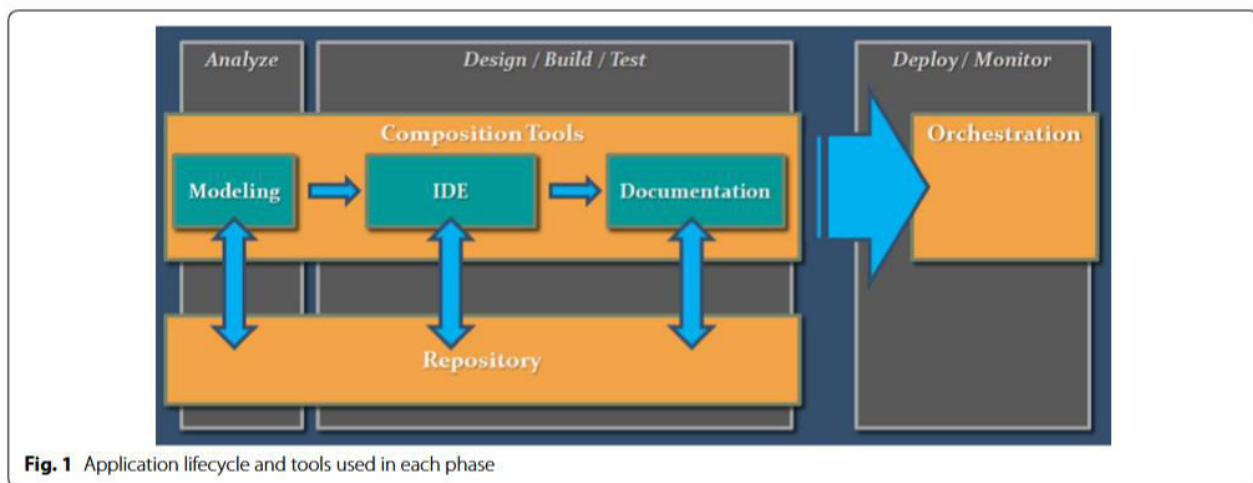 Analyze
Design / Build / Test
Deploy / Monitor
Composition Tools
Orchestration
Modeling
IDE
Documentation
Repository
Fig. 1 Application lifecycle and tools used in each phase